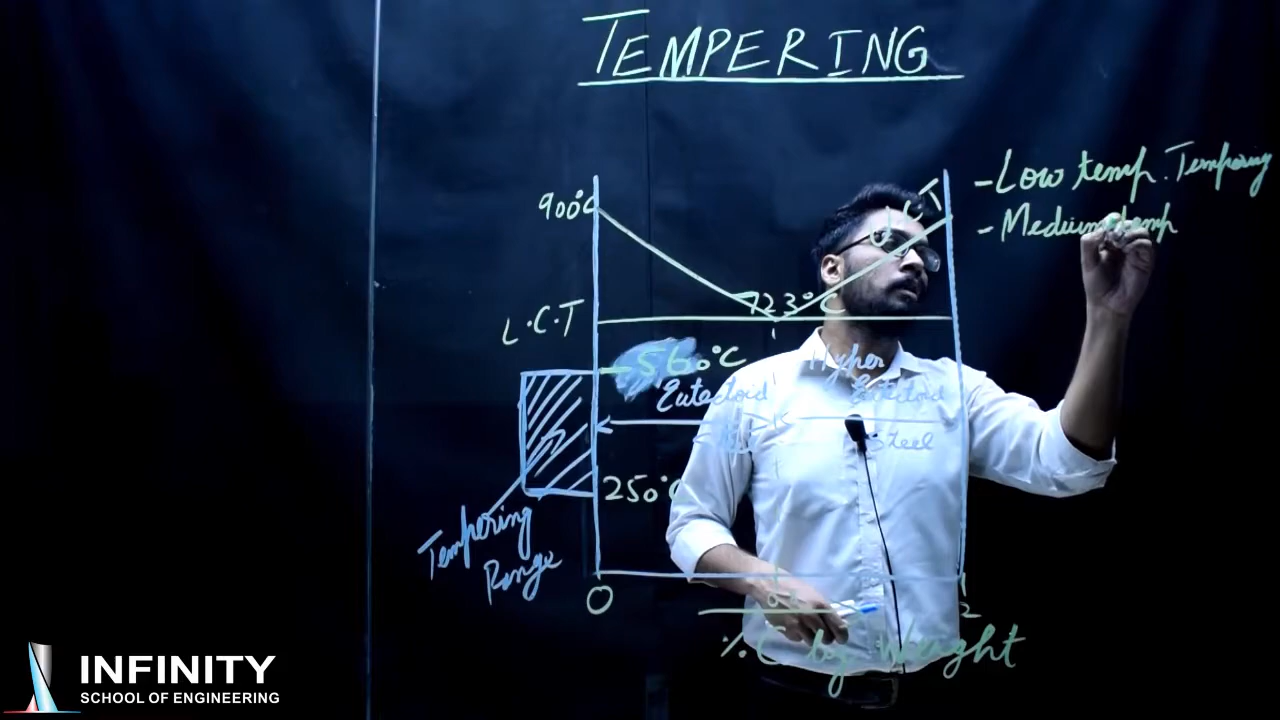 TEMPERING
- Low temp. Tempering
- Medium temp
900°C
U C T
723°C
L.C.T
560°C
Hyper
Eutectoid
Eutectoid
Steel
250°C
Tempering
Range
0
2
%C by weight
INFINITY
SCHOOL OF ENGINEERING